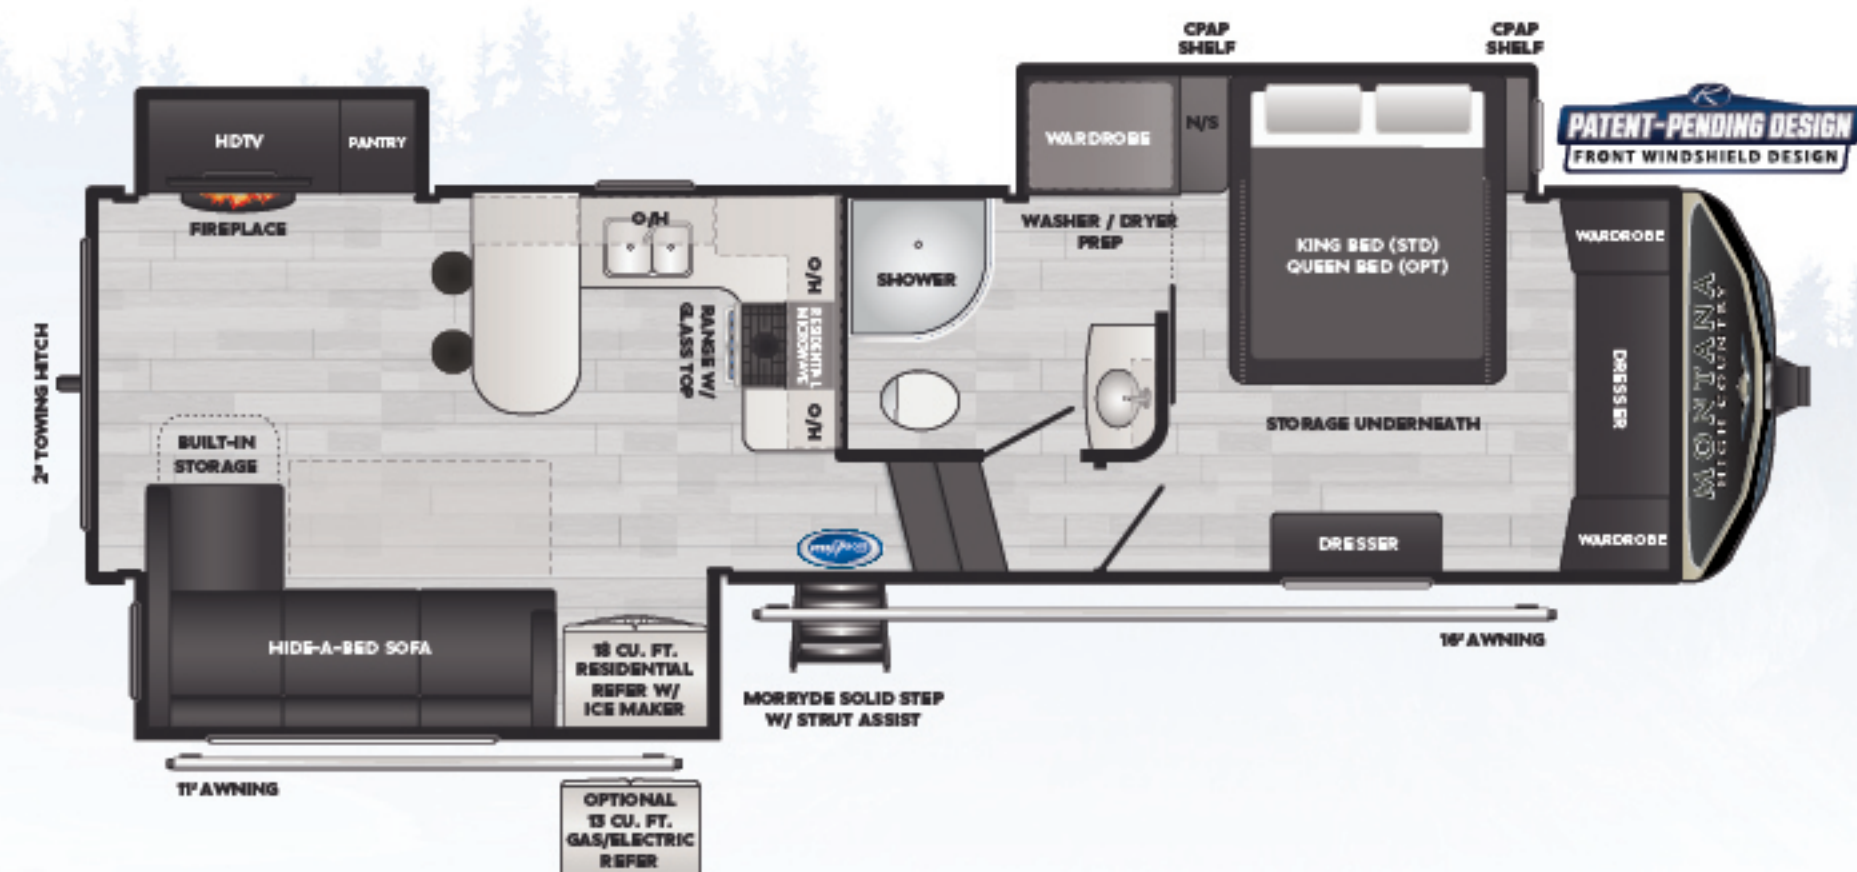 CPAP
SHELF
CPAP
SHELF
HDTV
PANTRY
WARDROBE
N/S
PATENT-PENDING DESIGN
FRONT WINDSHIELD DESIGN
FIREPLACE
O/H
WASHER / DRYER
PREP
KING BED (STD)
QUEEN BED (OPT)
WARDROBE
SHOWER
O/H
RANGE W/
GLASS TOP
RESIDENTIAL
MICROWAVE
O/H
2" TOWING HITCH
DRESSER
MONTANA
HIGH COUNTRY
BUILT-IN
STORAGE
STORAGE UNDERNEATH
DRESSER
WARDROBE
HIDE-A-BED SOFA
18 CU. FT.
RESIDENTIAL
REFER W/
ICE MAKER
16' AWNING
MORRYDE SOLID STEP
W/ STRUT ASSIST
11' AWNING
OPTIONAL
13 CU. FT.
GAS/ELECTRIC
REFER